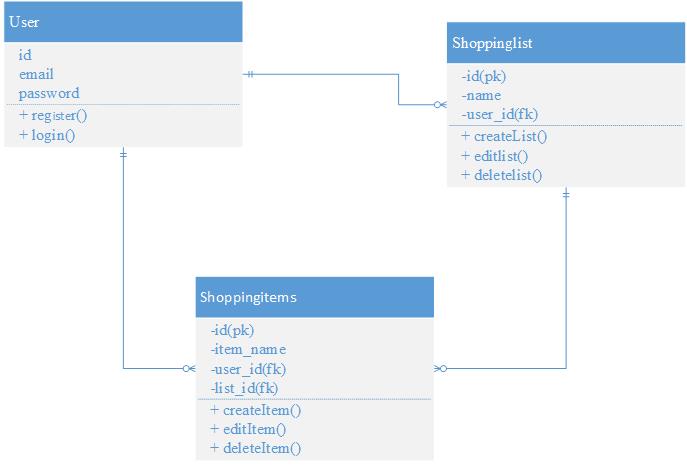 User
id
email
password
+ register()
+ login()
Shoppinglist
-id(pk)
-name
-user_id(fk)
+ createList()
+ editlist()
+ deletelist()
Shoppingitems
-id(pk)
-item_name
-user_id(fk)
-list_id(fk)
+ createItem()
+ editItem()
+ deleteItem()